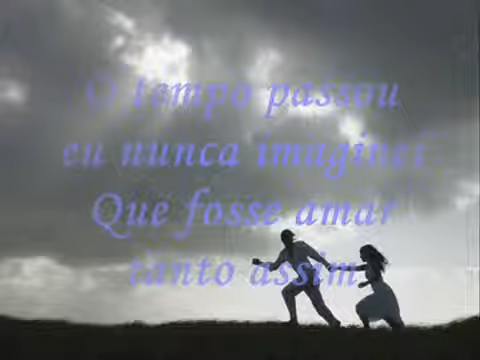 O tempo passou
eu nunca imaginei
Que fosse amar
tanto assim